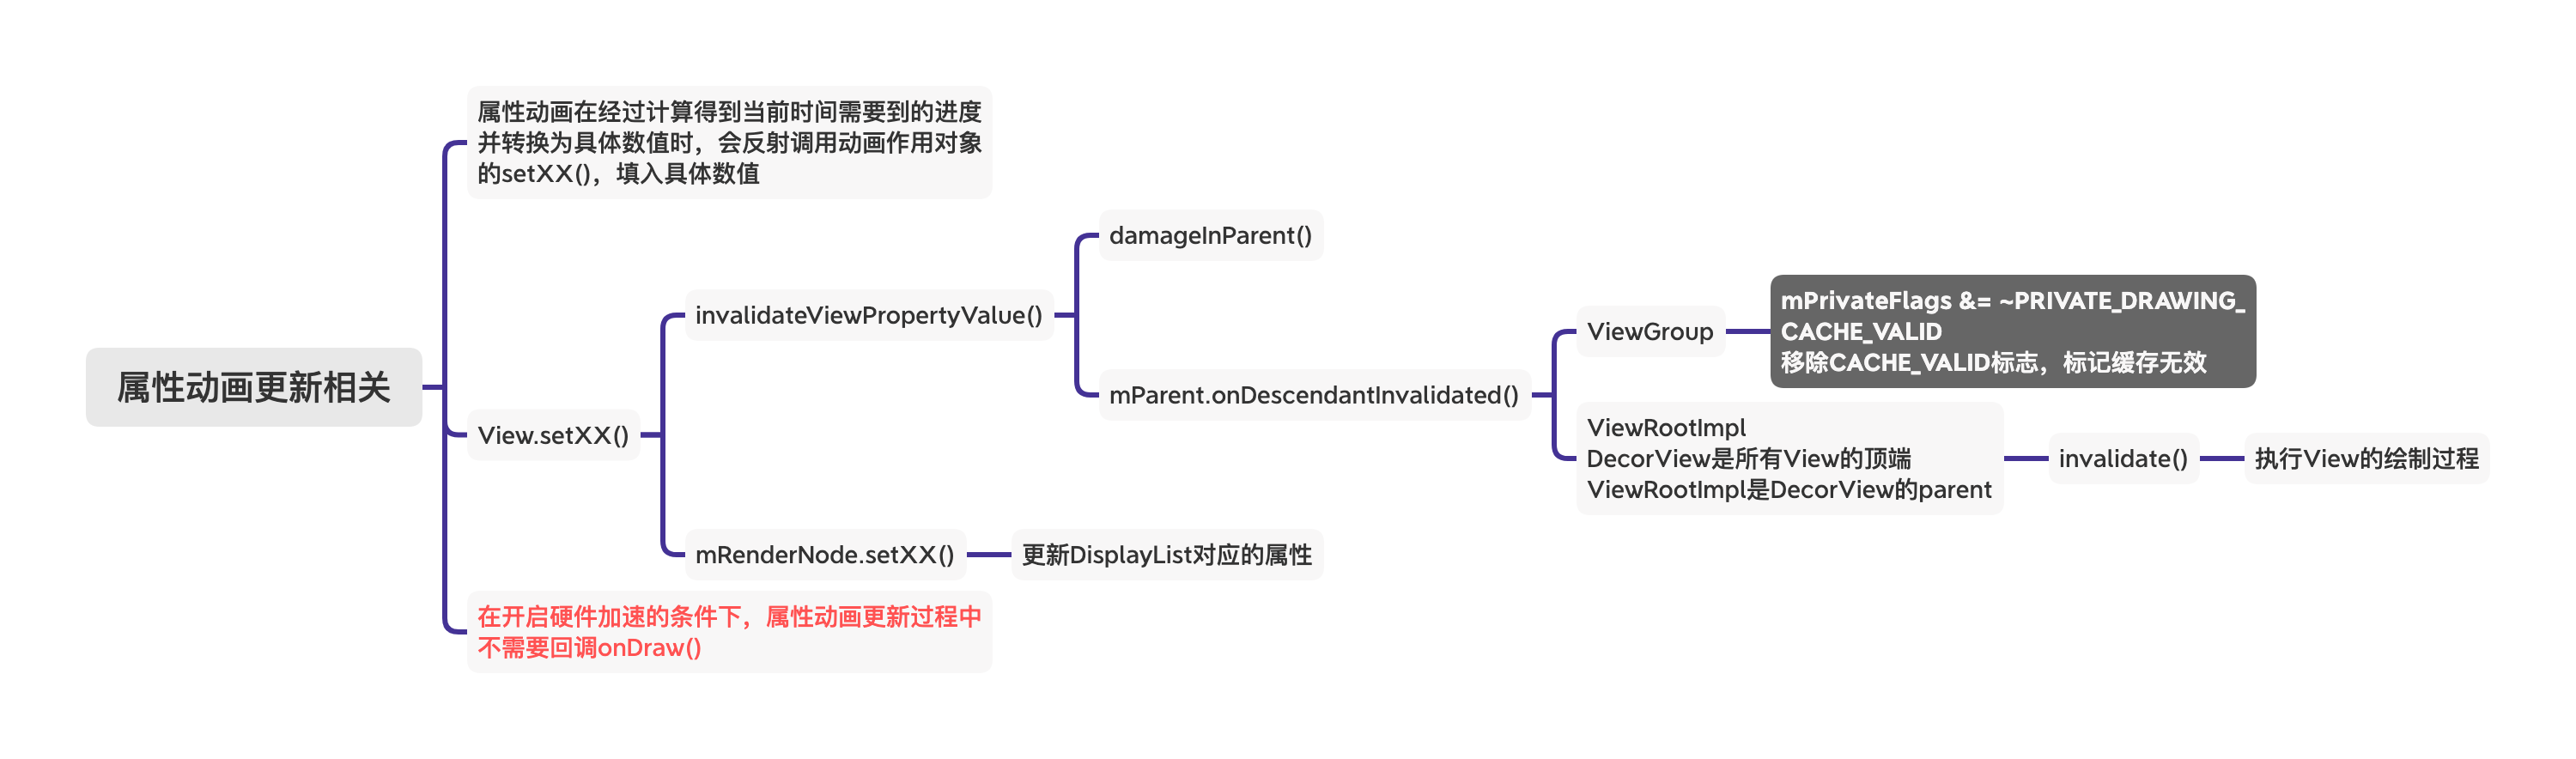 属性动画更新相关
属性动画在经过计算得到当前时间需要到的进度
并转换为具体数值时，会反射调用动画作用对象
的setXX()，填入具体数值
View.setXX()
invalidateViewPropertyValue()
damageInParent()
mParent.onDescendantInvalidated()
ViewGroup
mPrivateFlags &= ~PRIVATE_DRAWING_
CACHE_VALID
移除CACHE_VALID标志，标记缓存无效
ViewRootImpl
DecorView是所有View的顶端
ViewRootImpl是DecorView的parent
invalidate()
执行View的绘制过程
mRenderNode.setXX()
更新DisplayList对应的属性
在开启硬件加速的条件下，属性动画更新过程中
不需要回调onDraw()